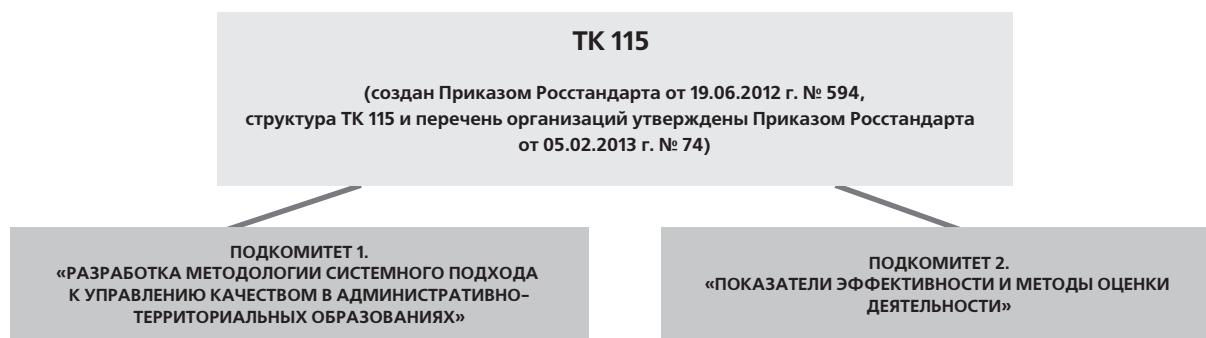 ТК 115
(создан Приказом Росстандарта от 19.06.2012 г. № 594,
структура ТК 115 и перечень организаций утверждены Приказом Росстандарта
от 05.02.2013 г. № 74)
ПОДКОМИТЕТ 1.
«РАЗРАБОТКА МЕТОДОЛОГИИ СИСТЕМНОГО ПОДХОДА
К УПРАВЛЕНИЮ КАЧЕСТВОМ В АДМИНИСТРАТИВНО-
ТЕРРИТОРИАЛЬНЫХ ОБРАЗОВАНИЯХ»
ПОДКОМИТЕТ 2.
«ПОКАЗАТЕЛИ ЭФФЕКТИВНОСТИ И МЕТОДЫ ОЦЕНКИ
ДЕЯТЕЛЬНОСТИ»